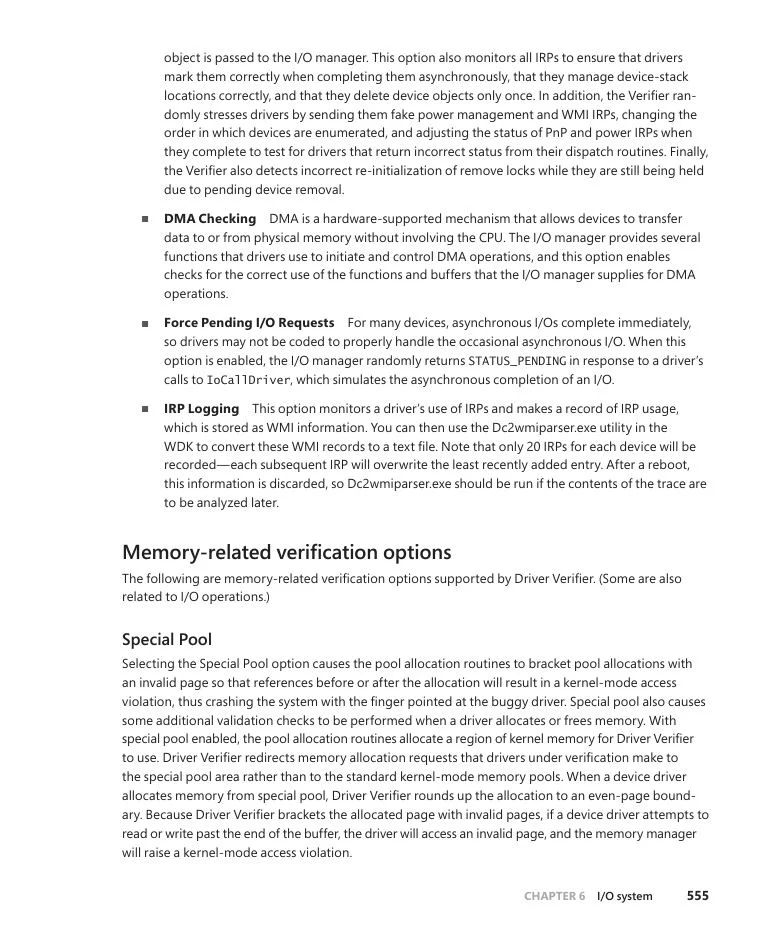 object is passed to the I/O manager. This option also monitors all IRPs to ensure that drivers
mark them correctly when completing them asynchronously, that they manage device-stack
locations correctly, and that they delete device objects only once. In addition, the Verifier ran-
domly stresses drivers by sending them fake power management and WMI IRPs, changing the
order in which devices are enumerated, and adjusting the status of PnP and power IRPs when
they complete to test for drivers that return incorrect status from their dispatch routines. Finally,
the Verifier also detects incorrect re-initialization of remove locks while they are still being held
due to pending device removal.
■ DMA Checking DMA is a hardware-supported mechanism that allows devices to transfer
data to or from physical memory without involving the CPU. The I/O manager provides several
functions that drivers use to initiate and control DMA operations, and this option enables
checks for the correct use of the functions and buffers that the I/O manager supplies for DMA
operations.
■ Force Pending I/O Requests For many devices, asynchronous I/Os complete immediately,
so drivers may not be coded to properly handle the occasional asynchronous I/O. When this
option is enabled, the I/O manager randomly returns STATUS_PENDING in response to a driver's
calls to IoCallDriver, which simulates the asynchronous completion of an I/O.
■ IRP Logging This option monitors a driver's use of IRPs and makes a record of IRP usage,
which is stored as WMI information. You can then use the Dc2wmiparser.exe utility in the
WDK to convert these WMI records to a text file. Note that only 20 IRPs for each device will be
recorded—each subsequent IRP will overwrite the least recently added entry. After a reboot,
this information is discarded, so Dc2wmiparser.exe should be run if the contents of the trace are
to be analyzed later.
Memory-related verification options
The following are memory-related verification options supported by Driver Verifier. (Some are also
related to I/O operations.)
Special Pool
Selecting the Special Pool option causes the pool allocation routines to bracket pool allocations with
an invalid page so that references before or after the allocation will result in a kernel-mode access
violation, thus crashing the system with the finger pointed at the buggy driver. Special pool also causes
some additional validation checks to be performed when a driver allocates or frees memory. With
special pool enabled, the pool allocation routines allocate a region of kernel memory for Driver Verifier
to use. Driver Verifier redirects memory allocation requests that drivers under verification make to
the special pool area rather than to the standard kernel-mode memory pools. When a device driver
allocates memory from special pool, Driver Verifier rounds up the allocation to an even-page bound-
ary. Because Driver Verifier brackets the allocated page with invalid pages, if a device driver attempts to
read or write past the end of the buffer, the driver will access an invalid page, and the memory manager
will raise a kernel-mode access violation.
CHAPTER 6 I/O system 555